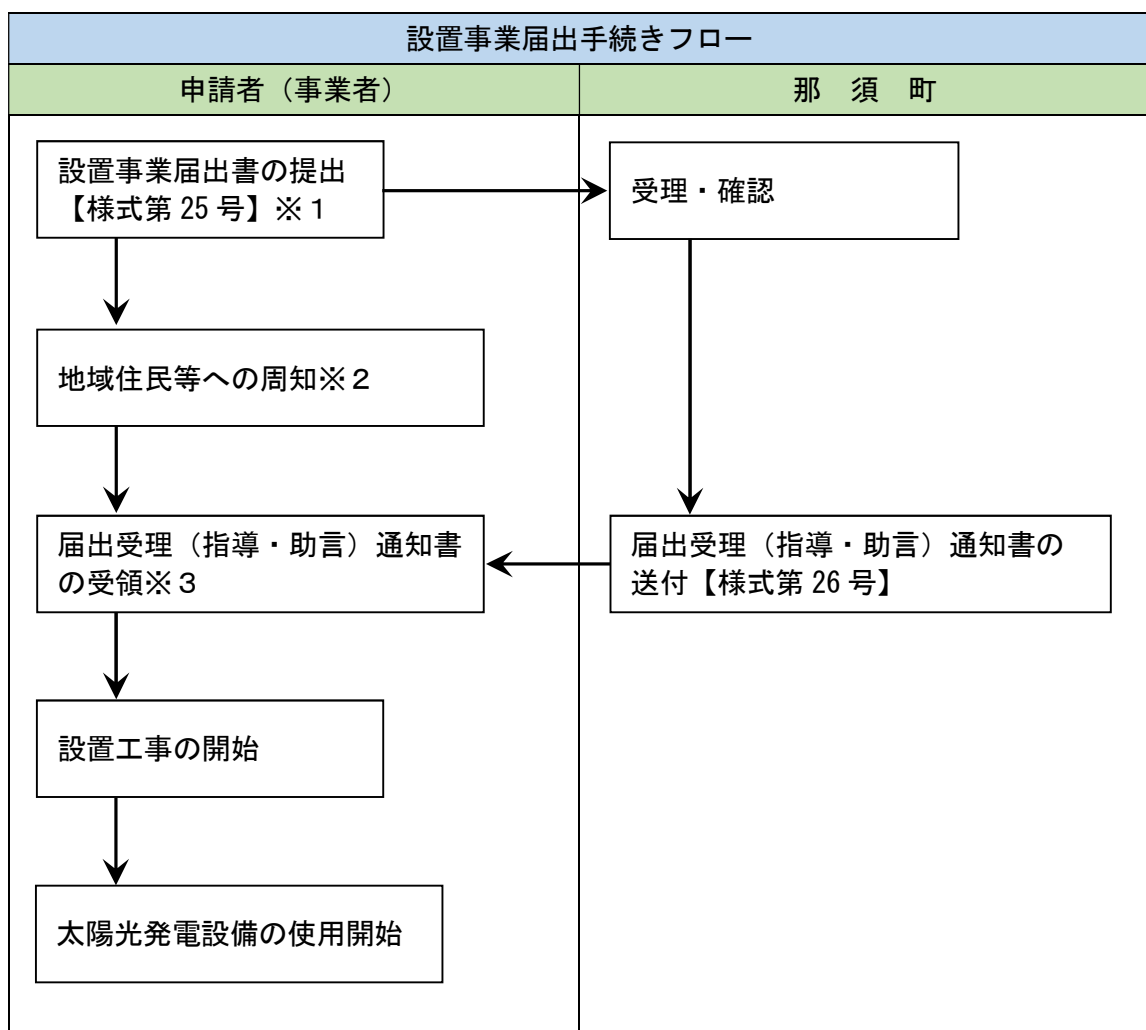 設置事業届出手続きフロー
申請者（事業者）
那　須　町
設置事業届出書の提出
【様式第 25 号】※１
受理・確認
地域住民等への周知※２
届出受理（指導・助言）通知書
の受領※３
届出受理（指導・助言）通知書の
送付【様式第 26 号】
設置工事の開始
太陽光発電設備の使用開始